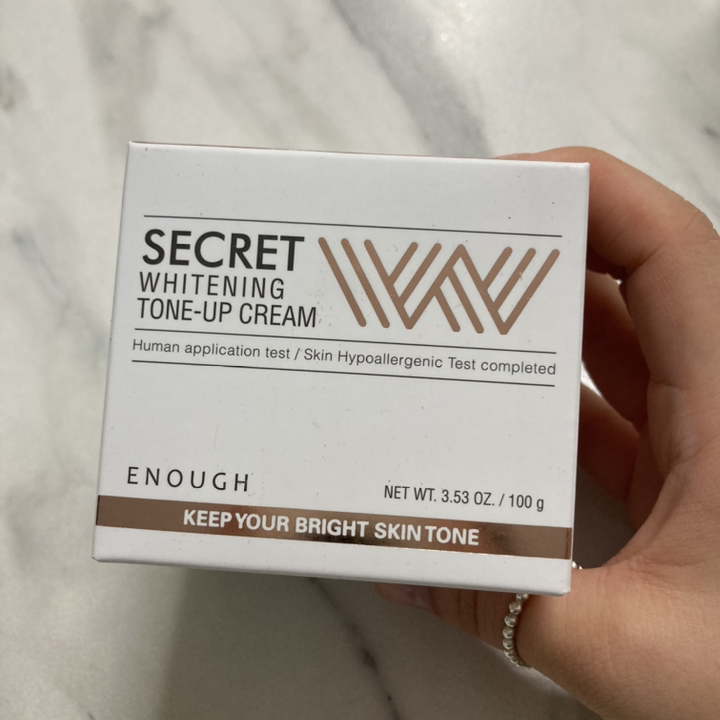 SECRET
WHITENING
TONE-UP CREAM
Human application test / Skin Hypoallergenic Test completed
ENOUGH
NET WT. 3.53 OZ. / 100 g
KEEP YOUR BRIGHT SKIN TONE